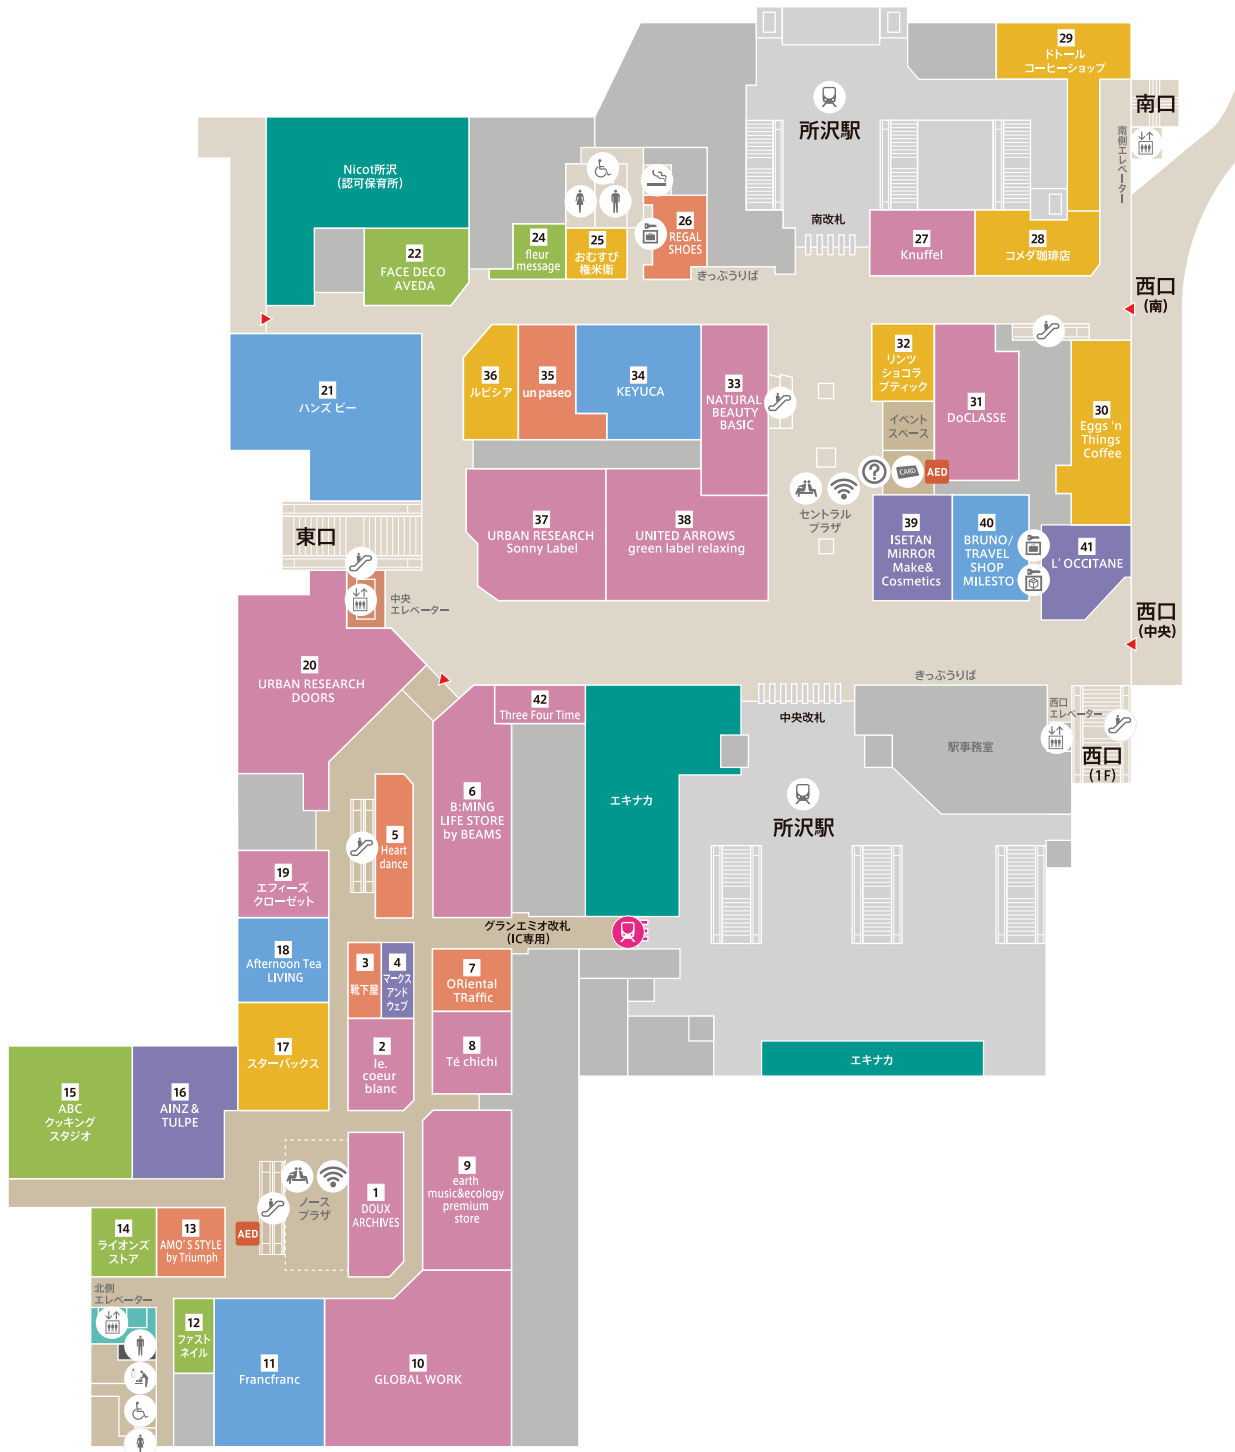 29
ドトール
コーヒーショップ
南口
南側エレベーター
所沢駅
Nicot所沢
(認可保育所)
南改札
22
FACE DECO
AVEDA
24
fleur
message
25
おむすび
権米衛
26
REGAL
SHOES
きっぷうりば
27
Knuffel
28
コメダ珈琲店
西口
(南)
21
ハンズ ビー
36
ルピシア
35
un paseo
34
KEYUCA
33
NATURAL
BEAUTY
BASIC
32
リンツ
ショコラ
ブティック
イベント
スペース
31
DoCLASSE
30
Eggs 'n
Things
Coffee
CARD
AED
セントラル
プラザ
37
URBAN RESEARCH
Sonny Label
38
UNITED ARROWS
green label relaxing
39
ISETAN
MiRROR
Make&
Cosmetics
40
BRUNO/
TRAVEL
SHOP
MILESTO
41
L' OCCITANE
東口
中央
エレベーター
西口
(中央)
20
URBAN RESEARCH
DOORS
42
Three Four Time
きっぷうりば
中央改札
駅事務室
西口
エレベーター
西口
(1F)
6
B:MING
LIFE STORE
by BEAMS
エキナカ
所沢駅
5
Heart
dance
19
エフィーズ
クローゼット
グランエミオ改札
(IC専用)
18
Afternoon Tea
LIVING
3
靴下屋
4
マークス
アンド
ウェブ
7
ORiental
TRaffic
17
スターバックス
2
le.
coeur
blanc
8
Té chichi
エキナカ
15
ABC
クッキング
スタジオ
16
AINZ &
TULPE
9
earth
music&ecology
premium
store
1
DOUX
ARCHIVES
ノース
プラザ
AED
14
ライオンズ
ストア
13
AMO'S STYLE
by Triumph
北側
エレベーター
12
ファスト
ネイル
11
Francfranc
10
GLOBAL WORK